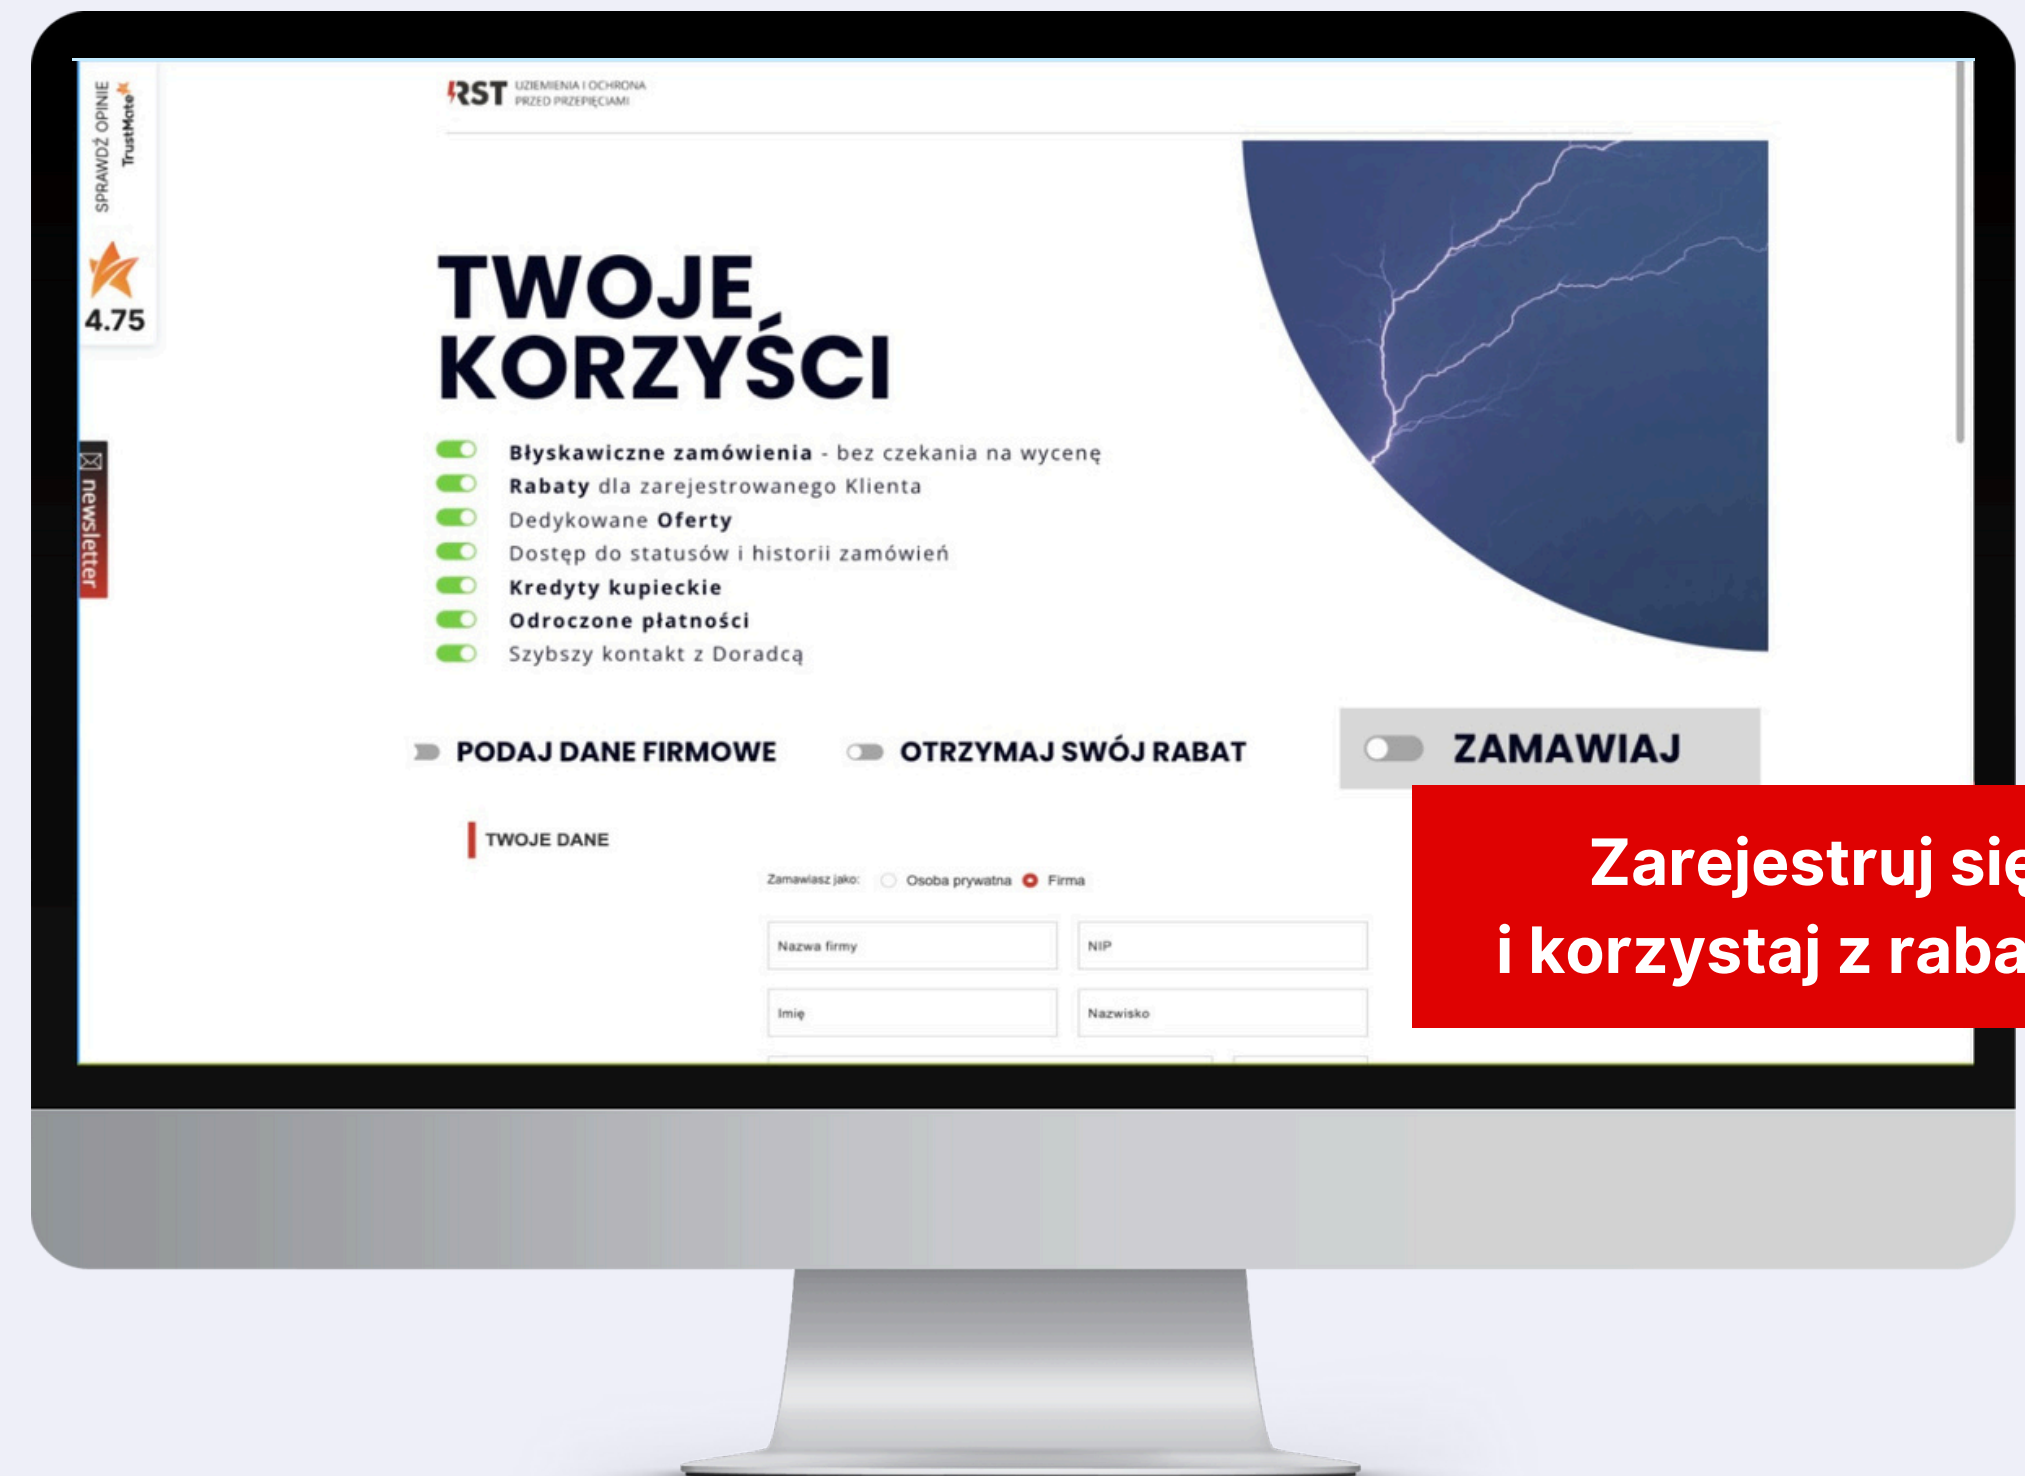 SPRAWDŹ OPINIE
TrustMate
4.75
newsletter
RST UZIEMIENIA I OCHRONA
PRZED PRZEPIĘCIAMI
TWOJE
KORZYŚCI
Błyskawiczne zamówienia - bez czekania na wycenę
Rabaty dla zarejestrowanego Klienta
Dedykowane Oferty
Dostęp do statusów i historii zamówień
Kredyty kupieckie
Odroczone płatności
Szybszy kontakt z Doradcą
PODAJ DANE FIRMOWE OTRZYMAJ SWÓJ RABAT ZAMAWIAJ
TWOJE DANE
Zamawiasz jako: Osoba prywatna Firma
Nazwa firmy NIP
Imię Nazwisko
Zarejestruj się
i korzystaj z raba